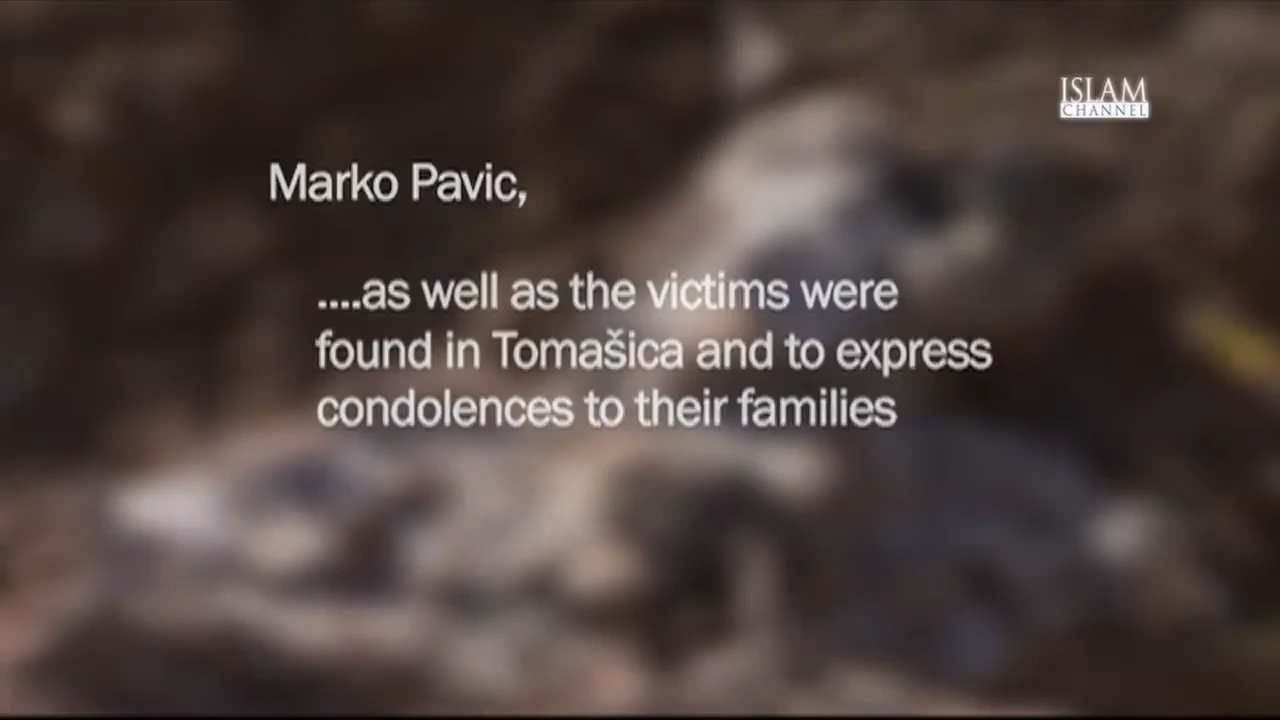 ISLAM
CHANNEL
Marko Pavic,
....as well as the victims were
found in Tomašica and to express
condolences to their families